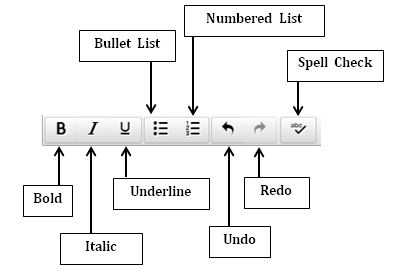 Numbered List
Bullet List
Spell Check
B I U abc
Bold
Underline
Redo
Italic
Undo